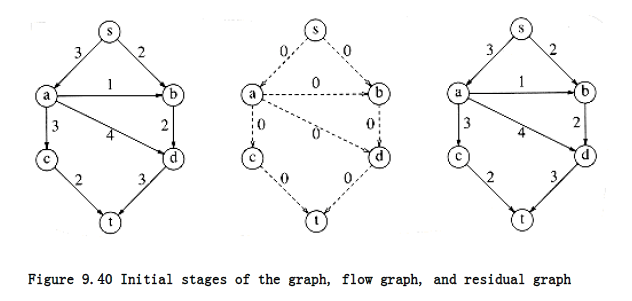 s
3 2
a 1 b
3 4 2
c d
2 3
t
s
0 0
a 0 b
0 0 0
c d
0 0
t
s
3 2
a 1 b
3 4 2
c d
2 3
t
Figure 9.40 Initial stages of the graph, flow graph, and residual graph